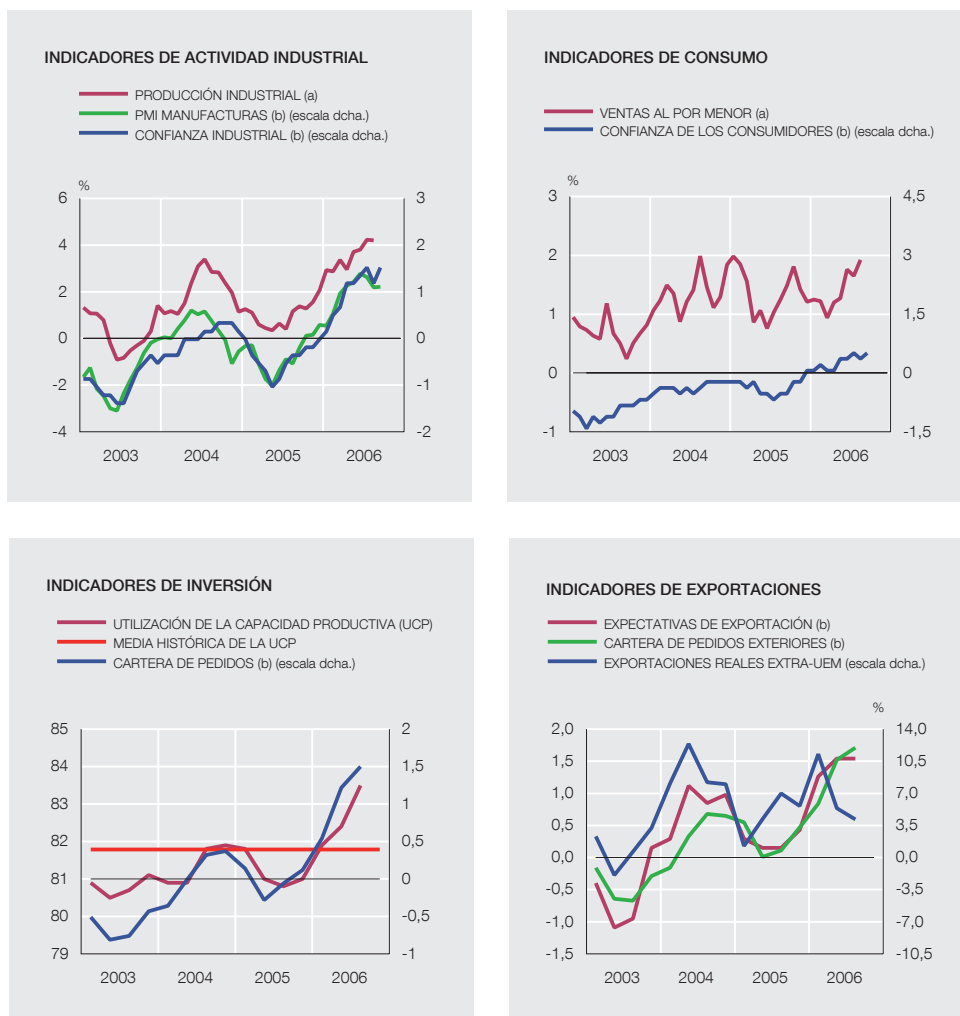 INDICADORES DE ACTIVIDAD INDUSTRIAL
PRODUCCIÓN INDUSTRIAL (a)
PMI MANUFACTURAS (b) (escala dcha.)
CONFIANZA INDUSTRIAL (b) (escala dcha.)
%
6 3
4 2
2 1
0 0
-2 -1
-4 -2
2003 2004 2005 2006
INDICADORES DE CONSUMO
VENTAS AL POR MENOR (a)
CONFIANZA DE LOS CONSUMIDORES (b) (escala dcha.)
%
3 4,5
2 3
1 1,5
0 0
-1 -1,5
2003 2004 2005 2006
INDICADORES DE INVERSIÓN
UTILIZACIÓN DE LA CAPACIDAD PRODUCTIVA (UCP)
MEDIA HISTÓRICA DE LA UCP
CARTERA DE PEDIDOS (b) (escala dcha.)
85 2
84 1,5
83 1
82 0,5
81 0
80 -0,5
79 -1
2003 2004 2005 2006
INDICADORES DE EXPORTACIONES
EXPECTATIVAS DE EXPORTACIÓN (b)
CARTERA DE PEDIDOS EXTERIORES (b)
EXPORTACIONES REALES EXTRA-UEM (escala dcha.)
%
2,0 14,0
1,5 10,5
1,0 7,0
0,5 3,5
0,0 0,0
-0,5 -3,5
-1,0 -7,0
-1,5 -10,5
2003 2004 2005 2006